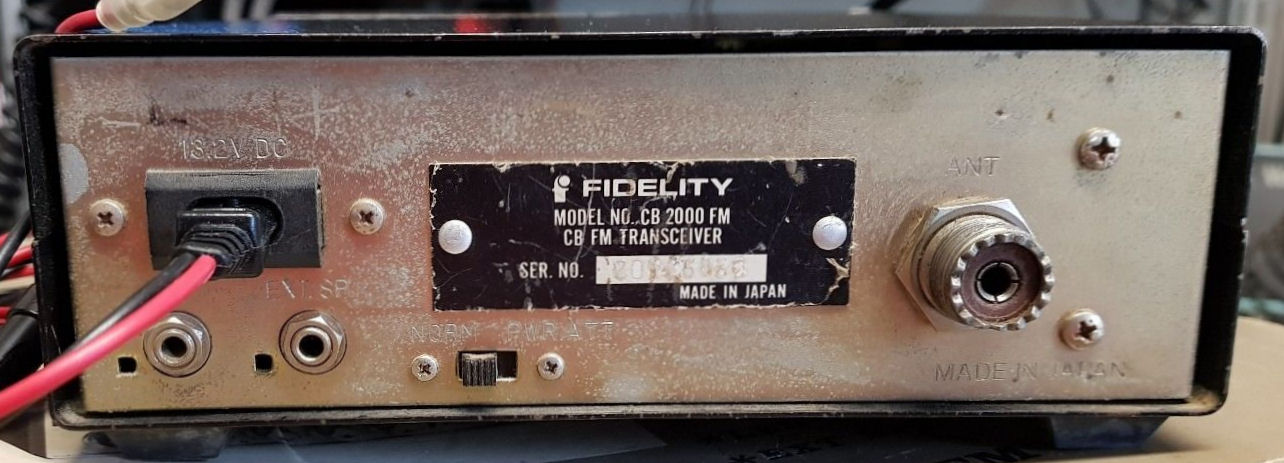 13.2V DC
FIDELITY
MODEL NO. CB 2000 FM
CB FM TRANSCEIVER
SER. NO.
MADE IN JAPAN
ANT
EXT. SP
NORM PWR. ATT
MADE IN JAPAN